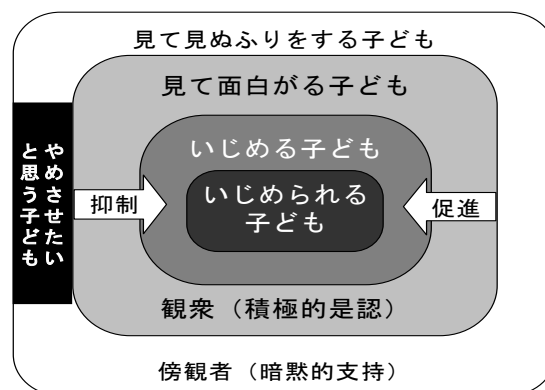 見て見ぬふりをする子ども
見て面白がる子ども
いじめる子ども
いじめられる
子ども
やめさせたい
と思う子ども
抑制
促進
観衆（積極的是認）
傍観者（暗黙的支持）